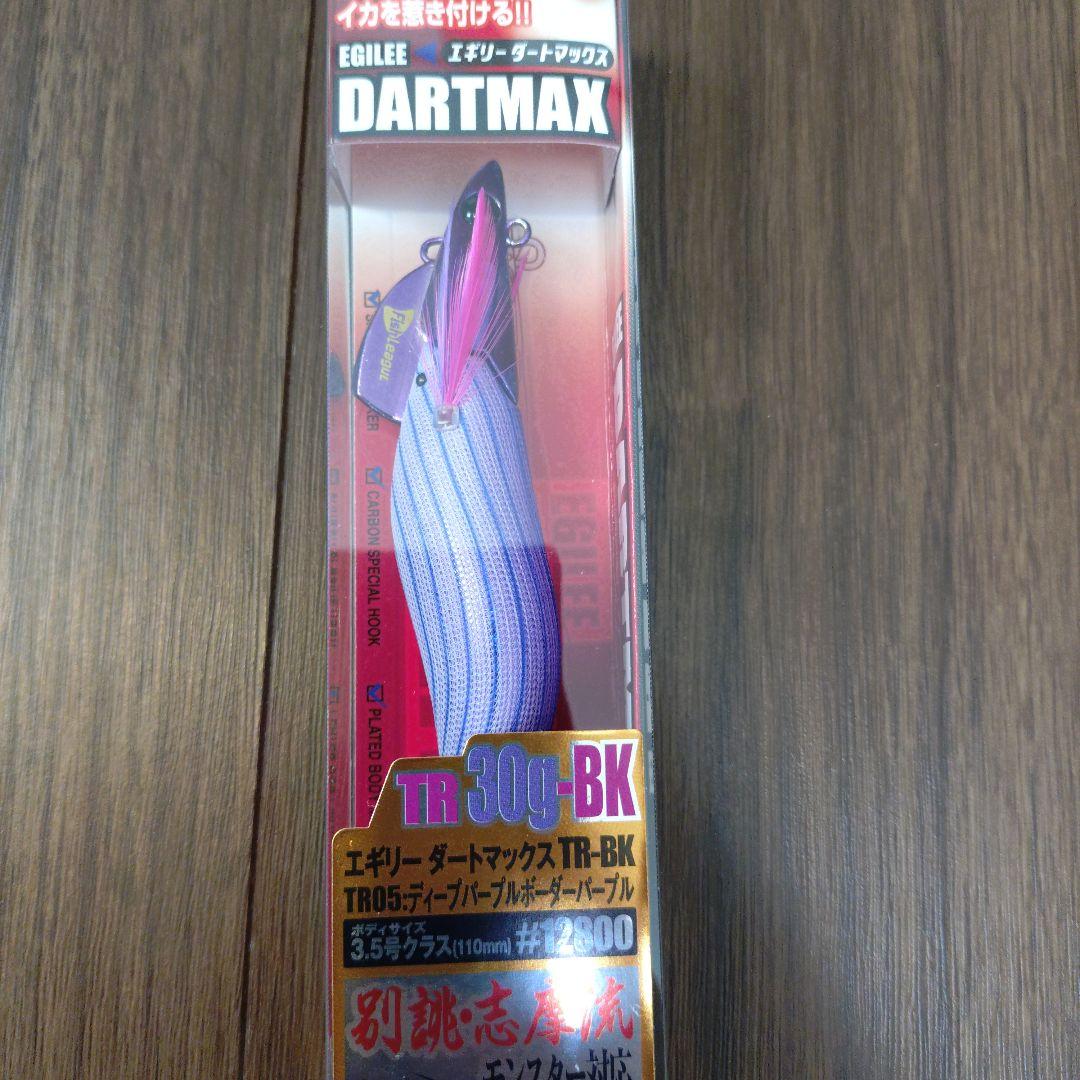 イカを惹き付ける!!
EGILEE エギリー ダートマックス
DARTMAX
FishLeague
CARBON SPECIAL HOOK
PLATED BODY
EGILEE
TR 30g-BK
エギリー ダートマックス TR-BK
TR05:ディープパープルボーダーパープル
ボディサイズ
3.5号クラス(110mm) #12800
別誂・志摩流
モンスター対応